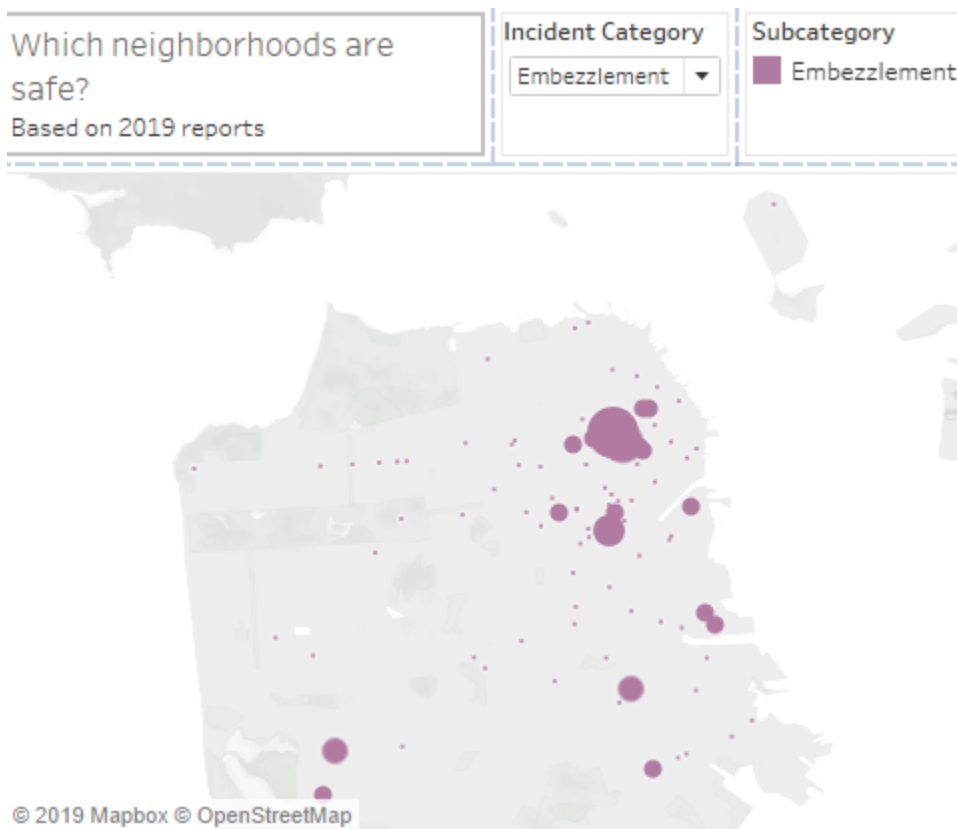 Which neighborhoods are
safe?
Based on 2019 reports
Incident Category
Embezzlement
Subcategory
Embezzlement
© 2019 Mapbox © OpenStreetMap